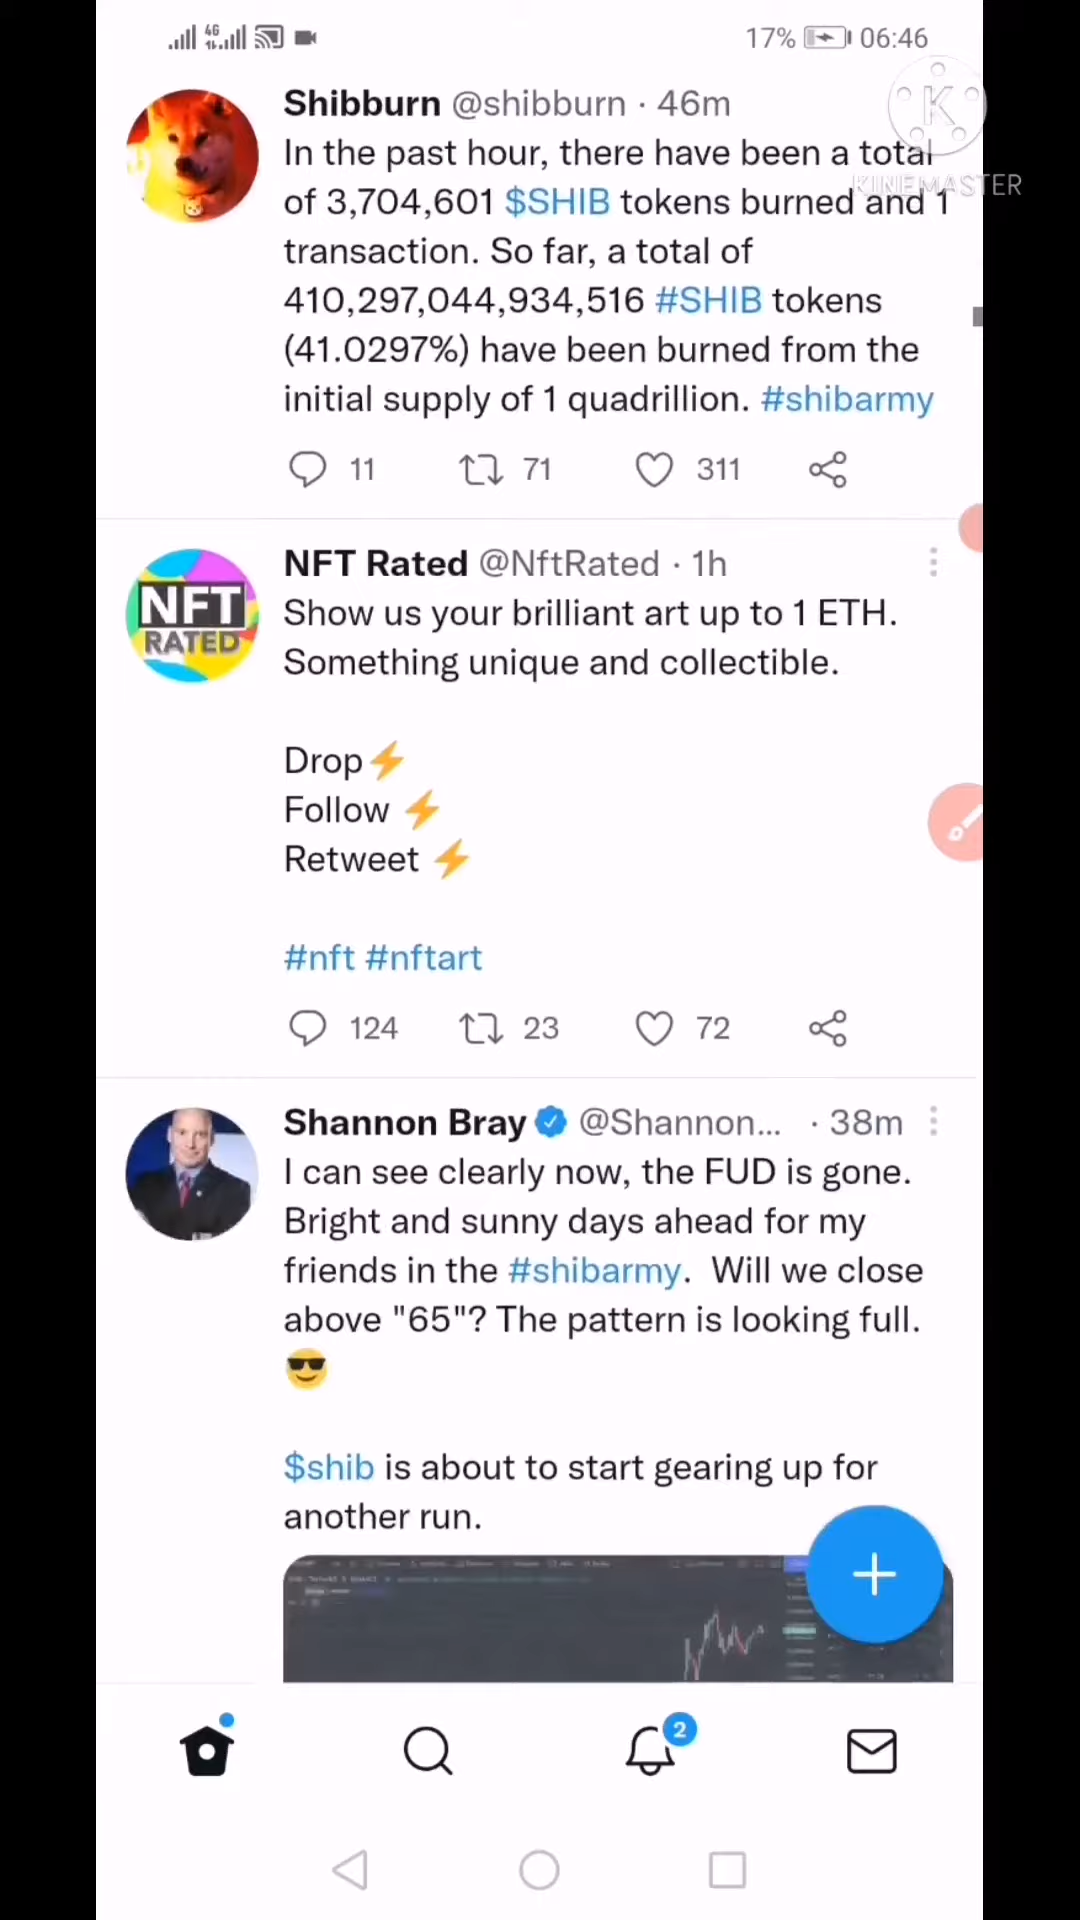 4G
17% 06:46
KINEMASTER
Shibburn @shibburn · 46m
In the past hour, there have been a total
of 3,704,601 $SHIB tokens burned and 1
transaction. So far, a total of
410,297,044,934,516 #SHIB tokens
(41.0297%) have been burned from the
initial supply of 1 quadrillion. #shibarmy
11 71 311
NFT RATED
NFT Rated @NftRated · 1h
Show us your brilliant art up to 1 ETH.
Something unique and collectible.
Drop⚡
Follow ⚡
Retweet ⚡
#nft #nftart
124 23 72
Shannon Bray @Shannon... · 38m
I can see clearly now, the FUD is gone.
Bright and sunny days ahead for my
friends in the #shibarmy. Will we close
above "65"? The pattern is looking full.
😎
$shib is about to start gearing up for
another run.
2